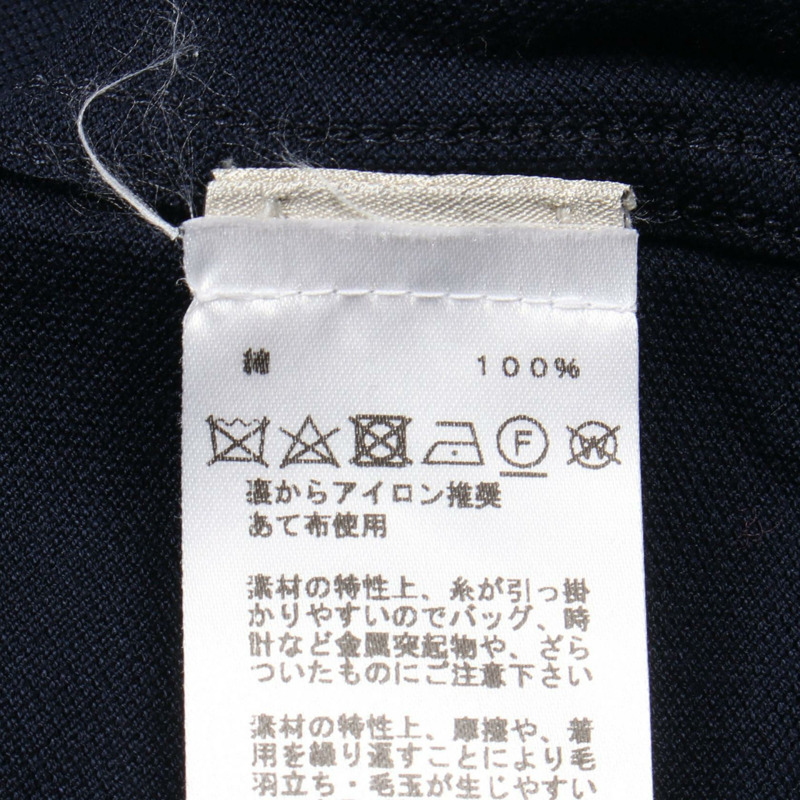 綿 100%
F W
裏からアイロン推奨
あて布使用
素材の特性上、糸が引っ掛
かりやすいのでバッグ、時
計など金属突起物や、ざら
ついたものにご注意下さい
素材の特性上、摩擦や、着
用を繰り返すことにより毛
羽立ち・毛玉が生じやすい